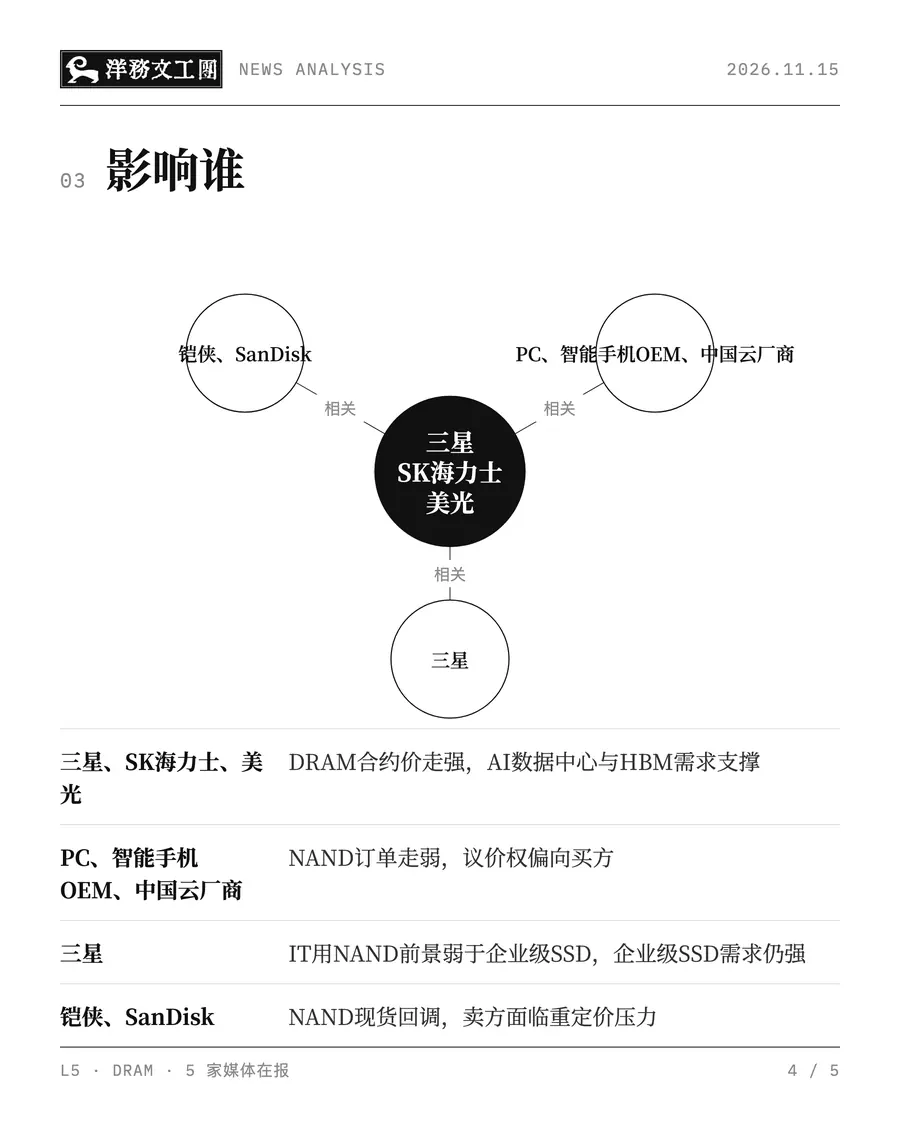 洋務文工團 NEWS ANALYSIS 2026.11.15
03 影响谁
铠侠、SanDisk
PC、智能手机OEM、中国云厂商
相关
相关
三星
SK海力士
美光
相关
三星
三星、SK海力士、美光
DRAM合约价走强，AI数据中心与HBM需求支撑
PC、智能手机
OEM、中国云厂商
NAND订单走弱，议价权偏向买方
三星
IT用NAND前景弱于企业级SSD，企业级SSD需求仍强
铠侠、SanDisk
NAND现货回调，卖方面临重定价压力
L5 · DRAM · 5 家媒体在报
4 / 5